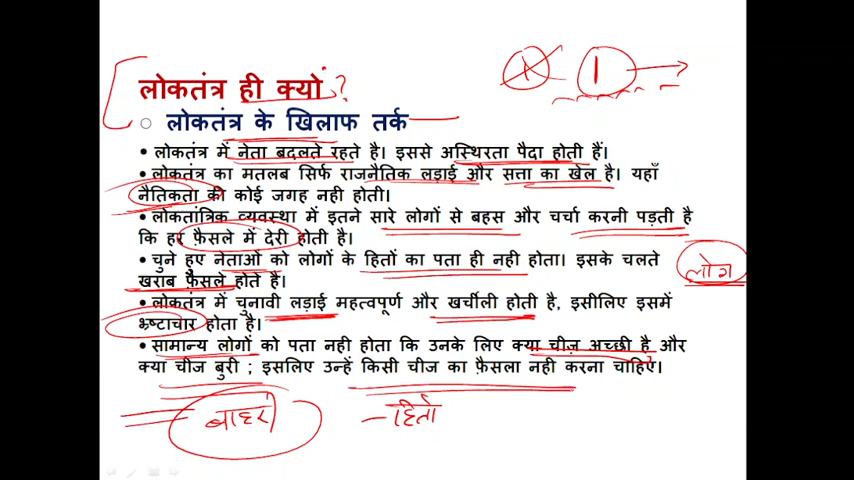 लोकतंत्र ही क्यों ?
लोकतंत्र के खिलाफ तर्क
• लोकतंत्र में नेता बदलते रहते है। इससे अस्थिरता पैदा होती हैं।
• लोकतंत्र का मतलब सिर्फ राजनैतिक लड़ाई और सत्ता का खेल है। यहाँ
नैतिकता की कोई जगह नही होती।
• लोकतांत्रिक व्यवस्था में इतने सारे लोगों से बहस और चर्चा करनी पड़ती है
कि हर फ़ैसले में देरी होती है।
• चुने हुए नेताओं को लोगों के हितों का पता ही नही होता। इसके चलते
खराब फ़ैसले होते हैं।
लोग
• लोकतंत्र में चुनावी लड़ाई महत्वपूर्ण और खर्चीली होती है, इसीलिए इसमें
भ्रष्टाचार होता है।
• सामान्य लोगों को पता नही होता कि उनके लिए क्या चीज़ अच्छी है और
क्या चीज बुरी ; इसलिए उन्हें किसी चीज का फ़ैसला नही करना चाहिए।
बाहरी – हितो